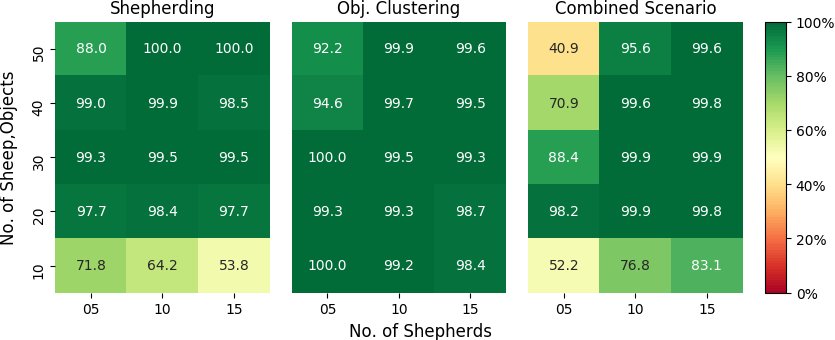 Shepherding Obj. Clustering Combined Scenario
No. of Sheep,Objects
50 88.0 100.0 100.0 92.2 99.9 99.6 40.9 95.6 99.6 100%
40 99.0 99.9 98.5 94.6 99.7 99.5 70.9 99.6 99.8 80%
30 99.3 99.5 99.5 100.0 99.5 99.3 88.4 99.9 99.9 60%
40%
20 97.7 98.4 97.7 99.3 99.3 98.7 98.2 99.9 99.8 20%
10 71.8 64.2 53.8 100.0 99.2 98.4 52.2 76.8 83.1 0%
05 10 15 05 10 15 05 10 15
No. of Shepherds